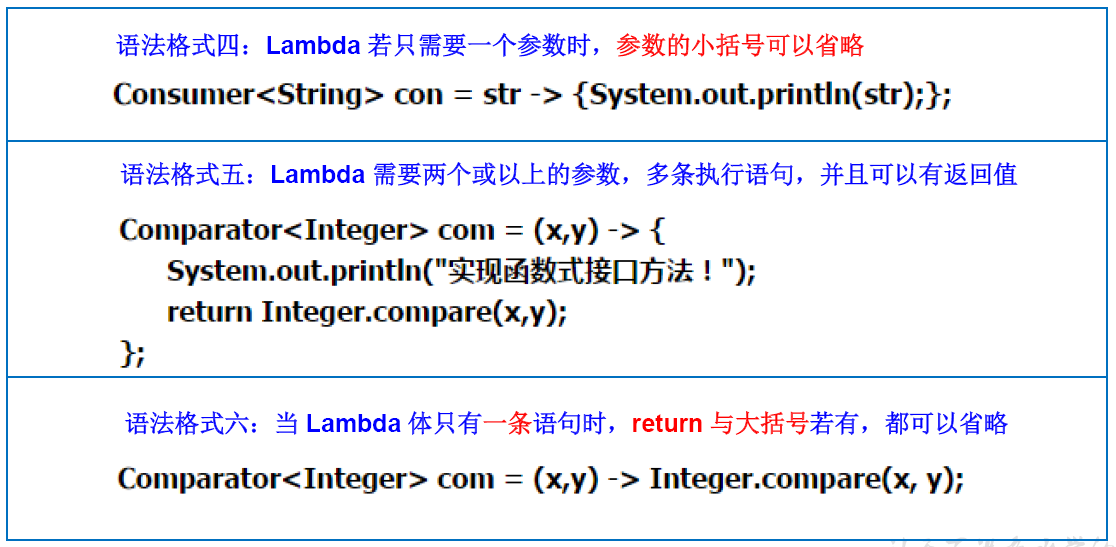 语法格式四：Lambda 若只需要一个参数时，参数的小括号可以省略
Consumer<String> con = str -> {System.out.println(str);};
语法格式五：Lambda 需要两个或以上的参数，多条执行语句，并且可以有返回值
Comparator<Integer> com = (x,y) -> {
System.out.println("实现函数式接口方法！");
return Integer.compare(x,y);
};
语法格式六：当 Lambda 体只有一条语句时，return 与大括号若有，都可以省略
Comparator<Integer> com = (x,y) -> Integer.compare(x, y);